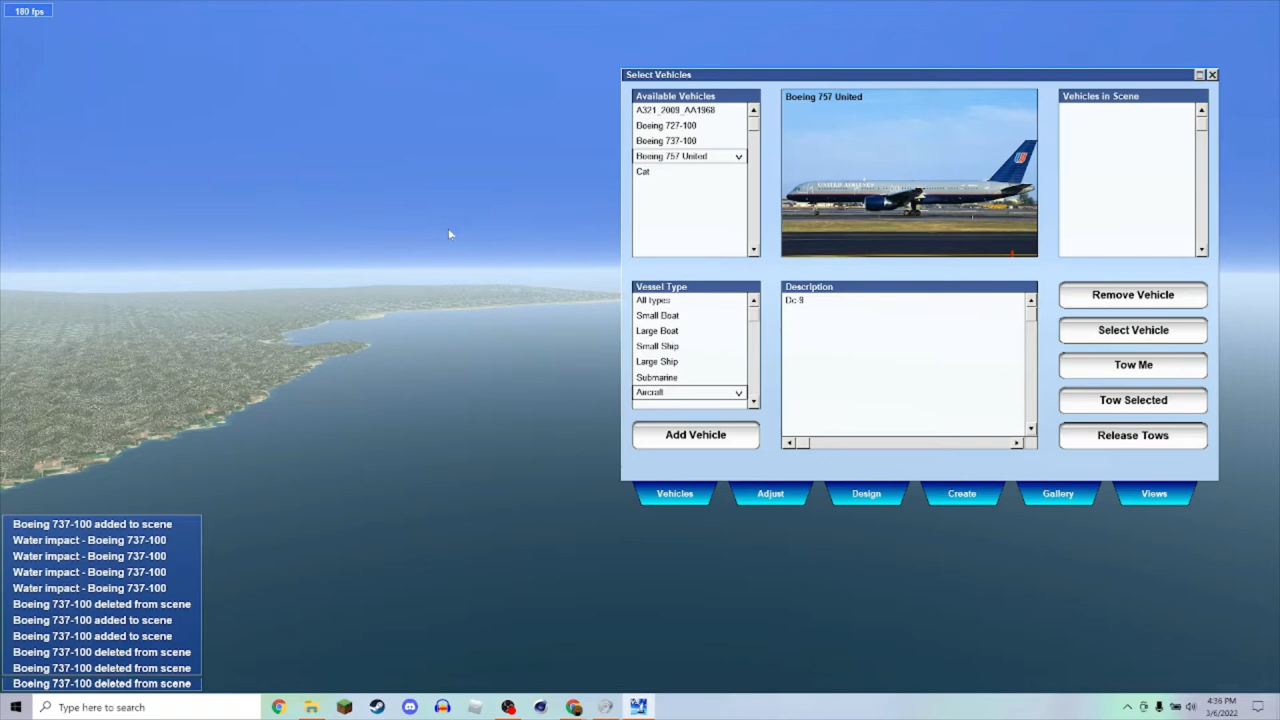 180 fps
Select Vehicles
Available Vehicles
A321_2009_AA1968
Boeing 727-100
Boeing 737-100
Boeing 757 United
Cat
Boeing 757 United
UNITED AIRLINES
Vehicles in Scene
Vessel Type
All types
Small Boat
Large Boat
Small Ship
Large Ship
Submarine
Aircraft
Add Vehicle
Description
Dc-9
Remove Vehicle
Select Vehicle
Tow Me
Tow Selected
Release Tows
Vehicles
Adjust
Design
Create
Gallery
Views
Boeing 737-100 added to scene
Water impact - Boeing 737-100
Water impact - Boeing 737-100
Water impact - Boeing 737-100
Water impact - Boeing 737-100
Boeing 737-100 deleted from scene
Boeing 737-100 added to scene
Boeing 737-100 added to scene
Boeing 737-100 deleted from scene
Boeing 737-100 deleted from scene
Boeing 737-100 deleted from scene
Type here to search
4:36 PM
3/6/2022